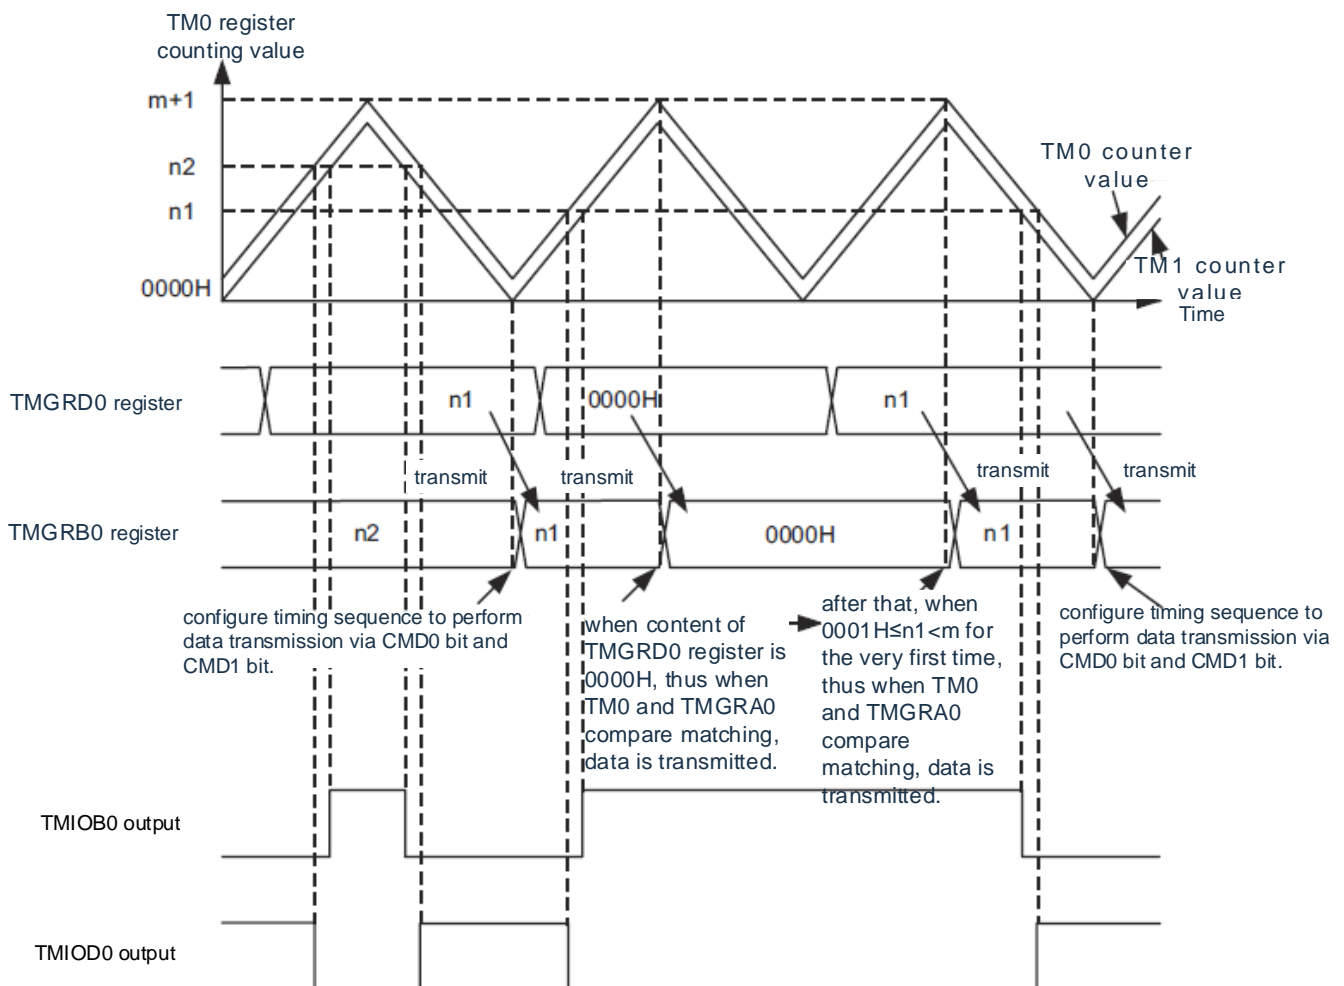 TM0 register
counting value
m+1
n2
n1
0000H
TM0 counter
value
TM1 counter
value
Time
TMGRD0 register
n1
0000H
n1
transmit
transmit
transmit
transmit
TMGRB0 register
n2
n1
0000H
n1
configure timing sequence to perform
data transmission via CMD0 bit and
CMD1 bit.
when content of
TMGRD0 register is
0000H, thus when
TM0 and TMGRA0
compare matching,
data is transmitted.
after that, when
0001H≤n1<m for
the very first time,
thus when TM0
and TMGRA0
compare
matching, data is
transmitted.
configure timing sequence to
perform data transmission via
CMD0 bit and CMD1 bit.
TMIOB0 output
TMIOD0 output